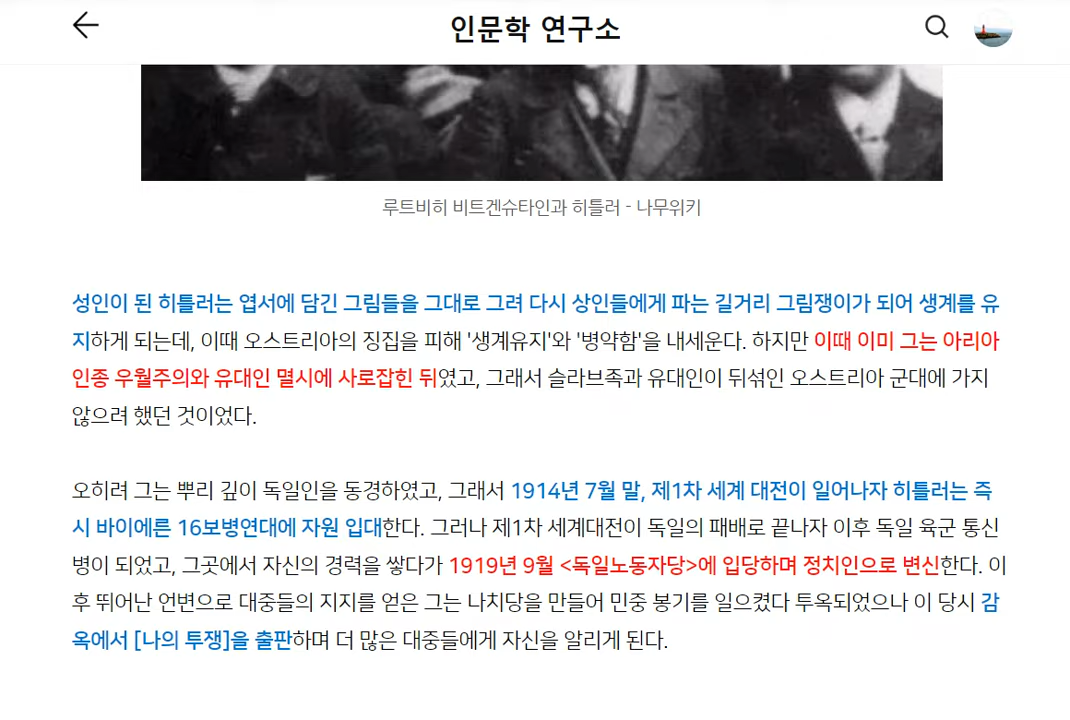 인문학 연구소
루트비히 비트겐슈타인과 히틀러 - 나무위키
성인이 된 히틀러는 엽서에 담긴 그림들을 그대로 그려 다시 상인들에게 파는 길거리 그림쟁이가 되어 생계를 유
지하게 되는데, 이때 오스트리아의 징집을 피해 '생계유지'와 '병약함'을 내세운다. 하지만 이때 이미 그는 아리아
인종 우월주의와 유대인 멸시에 사로잡힌 뒤였고, 그래서 슬라브족과 유대인이 뒤섞인 오스트리아 군대에 가지
않으려 했던 것이었다.
오히려 그는 뿌리 깊이 독일인을 동경하였고, 그래서 1914년 7월 말, 제1차 세계 대전이 일어나자 히틀러는 즉
시 바이에른 16보병연대에 자원 입대한다. 그러나 제1차 세계대전이 독일의 패배로 끝나자 이후 독일 육군 통신
병이 되었고, 그곳에서 자신의 경력을 쌓다가 1919년 9월 <독일노동자당>에 입당하며 정치인으로 변신한다. 이
후 뛰어난 언변으로 대중들의 지지를 얻은 그는 나치당을 만들어 민중 봉기를 일으켰다 투옥되었으나 이 당시 감
옥에서 [나의 투쟁]을 출판하며 더 많은 대중들에게 자신을 알리게 된다.